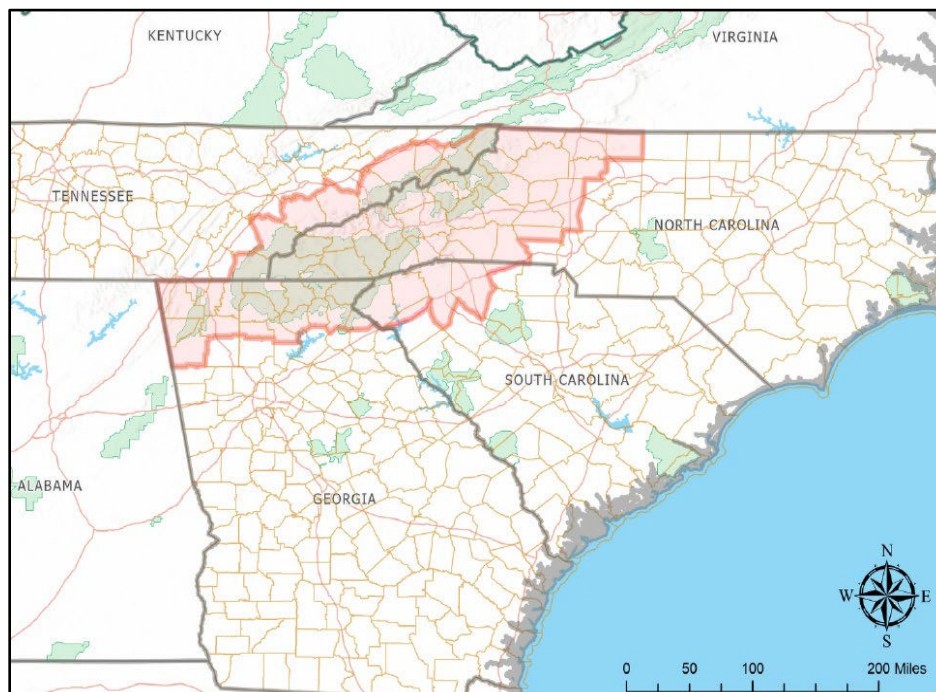 KENTUCKY
VIRGINIA
TENNESSEE
NORTH CAROLINA
SOUTH CAROLINA
ALABAMA
GEORGIA
N
W E
S
0 50 100 200 Miles